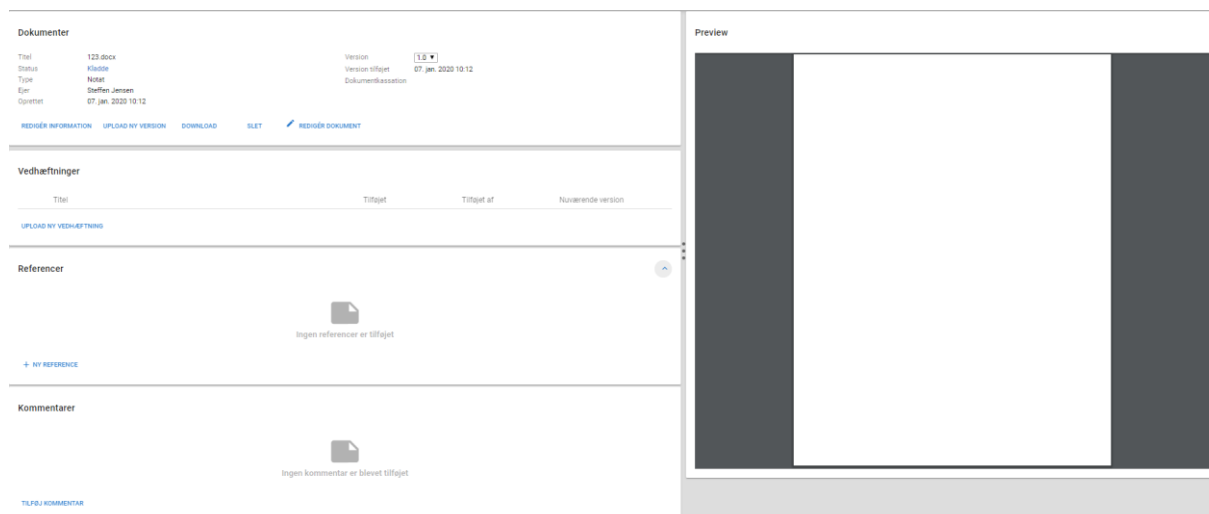 Dokumenter
Titel 123.docx
Status Kladde
Type Notat
Ejer Steffen Jensen
Oprettet 07. jan. 2020 10:12
Version 1.0
Version tilføjet 07. jan. 2020 10:12
Dokumentkassation
REDIGÉR INFORMATION UPLOAD NY VERSION DOWNLOAD SLET REDIGÉR DOKUMENT
Vedhæftninger
Titel Tilføjet Tilføjet af Nuværende version
UPLOAD NY VEDHÆFTNING
Referencer
Ingen referencer er tilføjet
+ NY REFERENCE
Kommentarer
Ingen kommentar er blevet tilføjet
TILFØJ KOMMENTAR
Preview